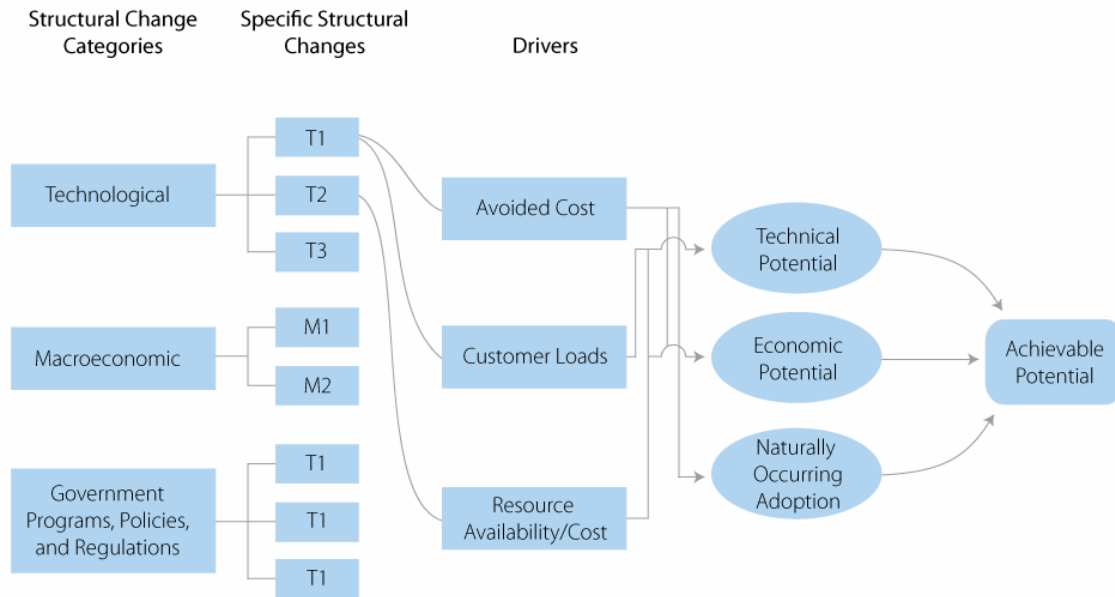 Structural Change
Categories
Specific Structural
Changes
Drivers
Technological
T1
T2
T3
Macroeconomic
M1
M2
Government
Programs, Policies,
and Regulations
T1
T1
T1
Avoided Cost
Customer Loads
Resource
Availability/Cost
Technical
Potential
Economic
Potential
Naturally
Occurring
Adoption
Achievable
Potential